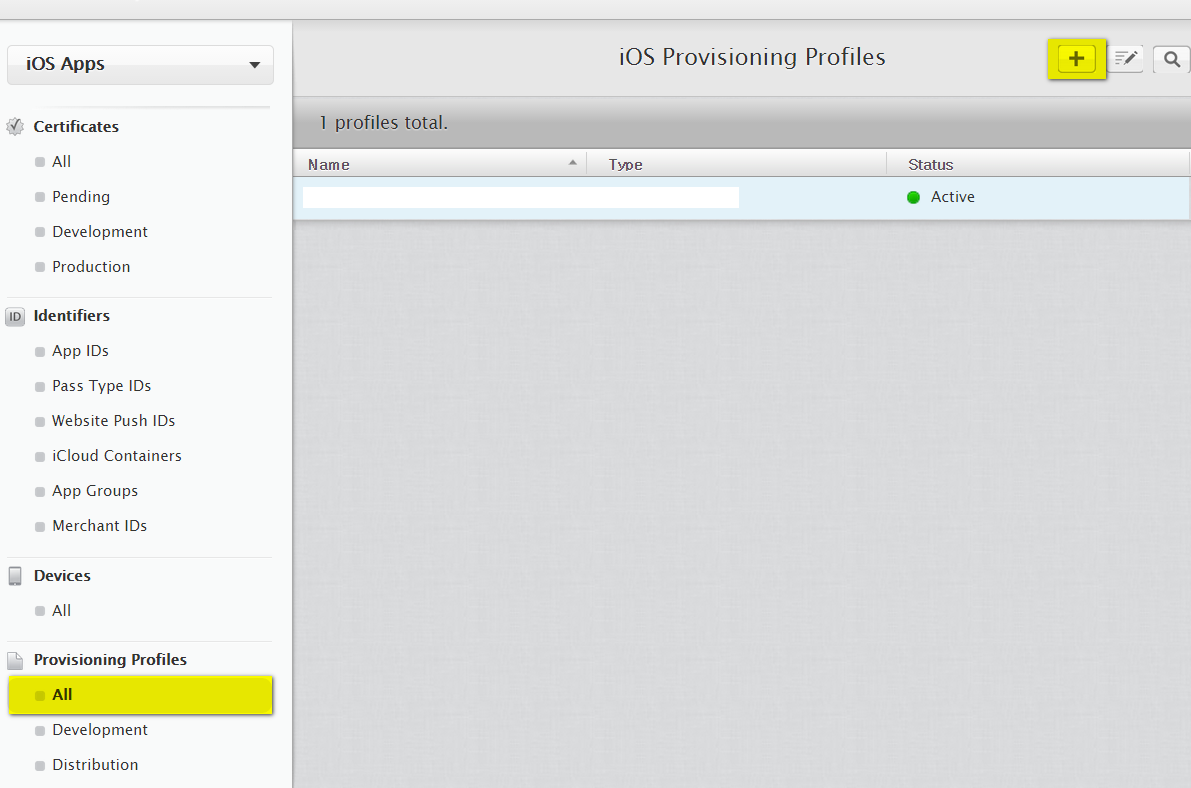 iOS Apps
Certificates
All
Pending
Development
Production
ID Identifiers
App IDs
Pass Type IDs
Website Push IDs
iCloud Containers
App Groups
Merchant IDs
Devices
All
Provisioning Profiles
All
Development
Distribution
iOS Provisioning Profiles
1 profiles total.
Name Type Status
Active